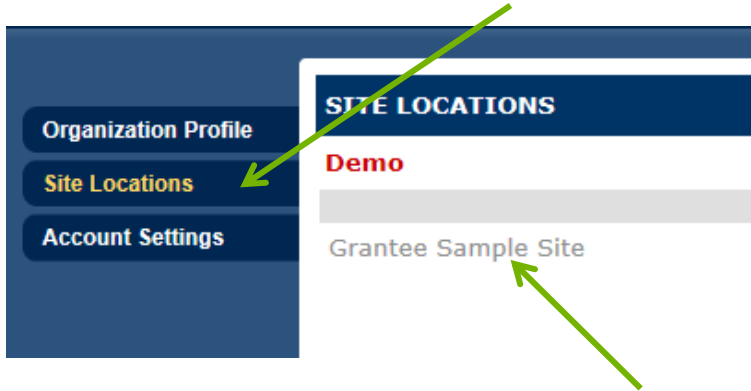 Organization Profile
Site Locations
Account Settings
SITE LOCATIONS
Demo
Grantee Sample Site